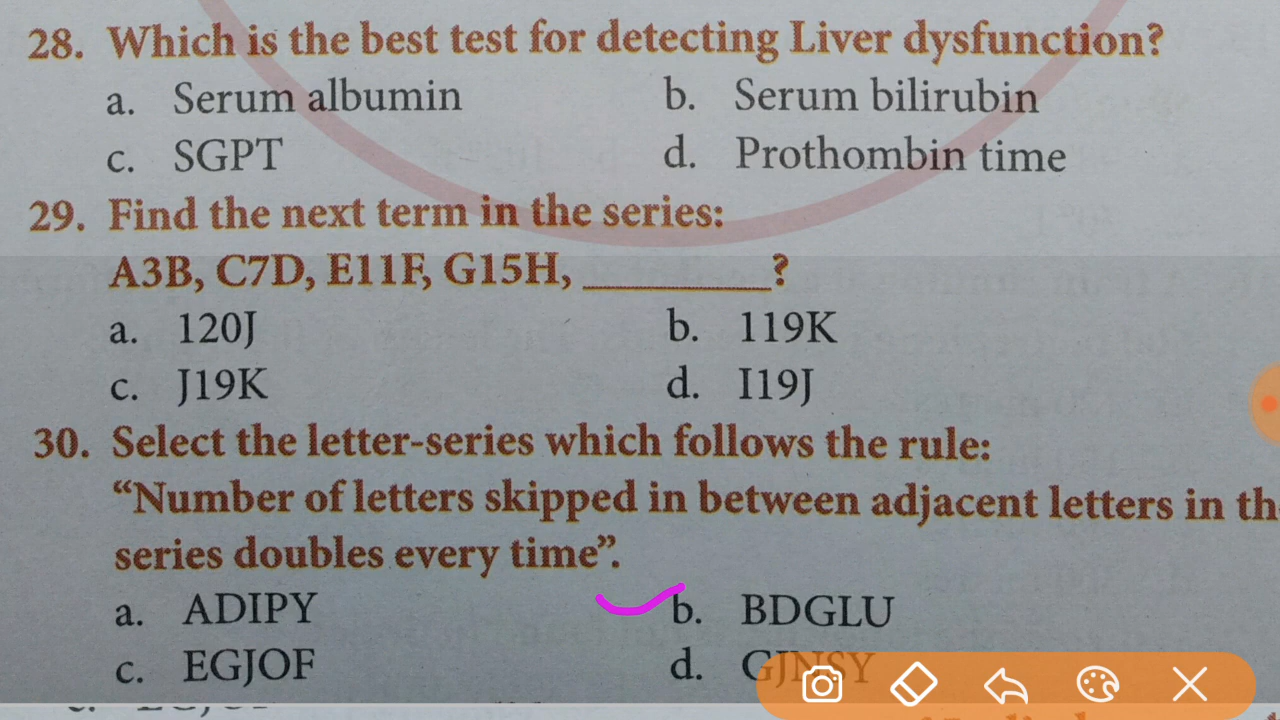 28. Which is the best test for detecting Liver dysfunction?
a. Serum albumin b. Serum bilirubin
c. SGPT d. Prothombin time
29. Find the next term in the series:
A3B, C7D, E11F, G15H, ________?
a. 120J b. 119K
c. J19K d. I19J
30. Select the letter-series which follows the rule:
“Number of letters skipped in between adjacent letters in th
series doubles every time”.
a. ADIPY b. BDGLU
c. EGJOF d. GJNSY